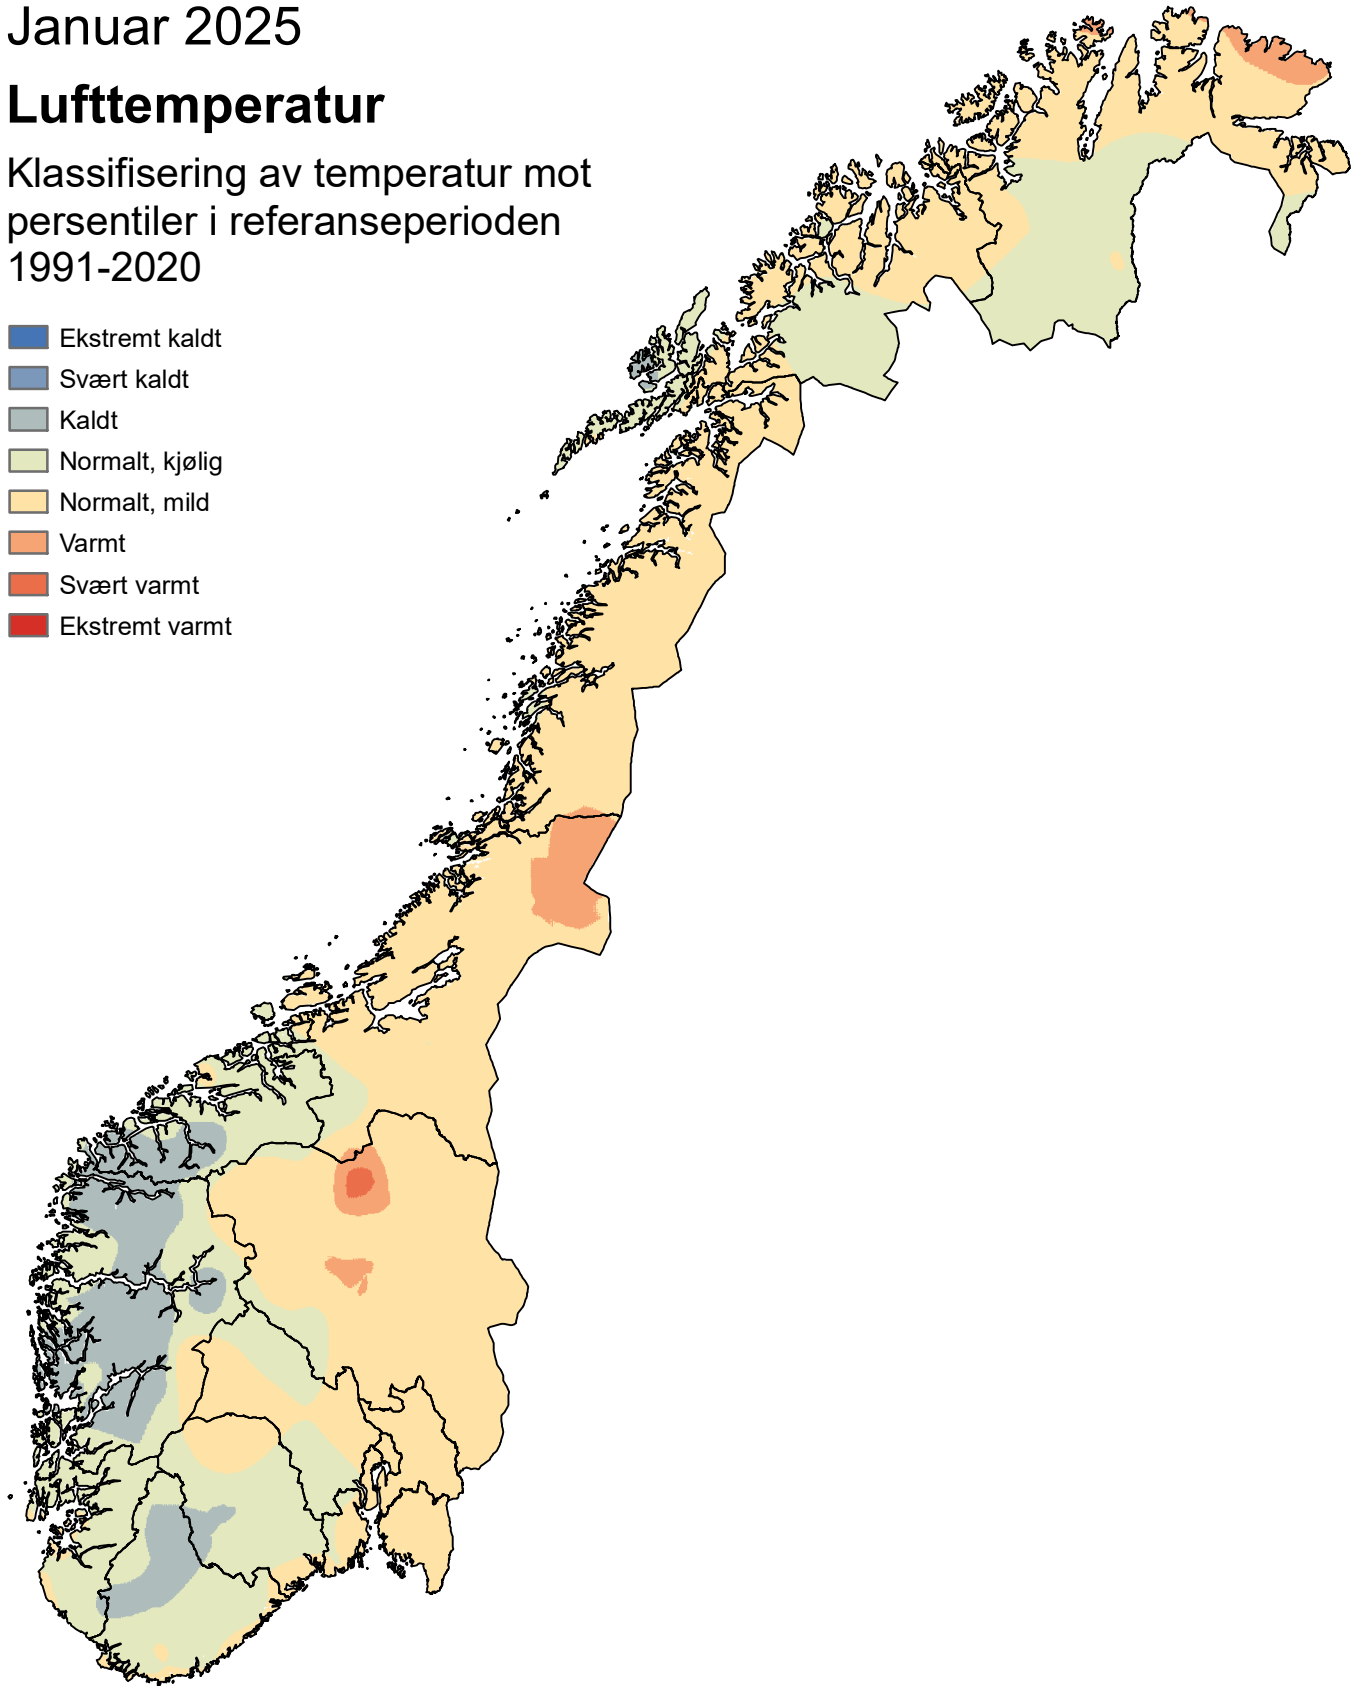 Januar 2025
Lufttemperatur
Klassifisering av temperatur mot
persentiler i referanseperioden
1991-2020
Ekstremt kaldt
Svært kaldt
Kaldt
Normalt, kjølig
Normalt, mild
Varmt
Svært varmt
Ekstremt varmt